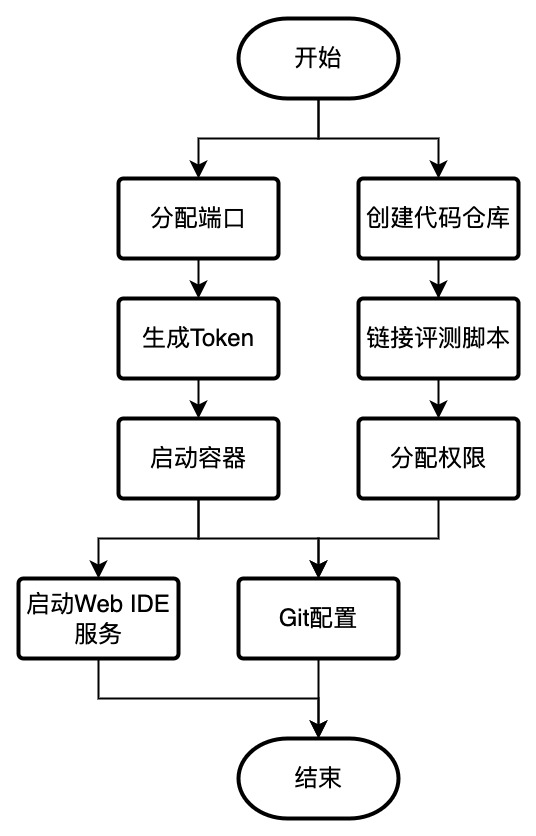 开始
分配端口
创建代码仓库
生成Token
链接评测脚本
启动容器
分配权限
启动Web IDE
服务
Git配置
结束